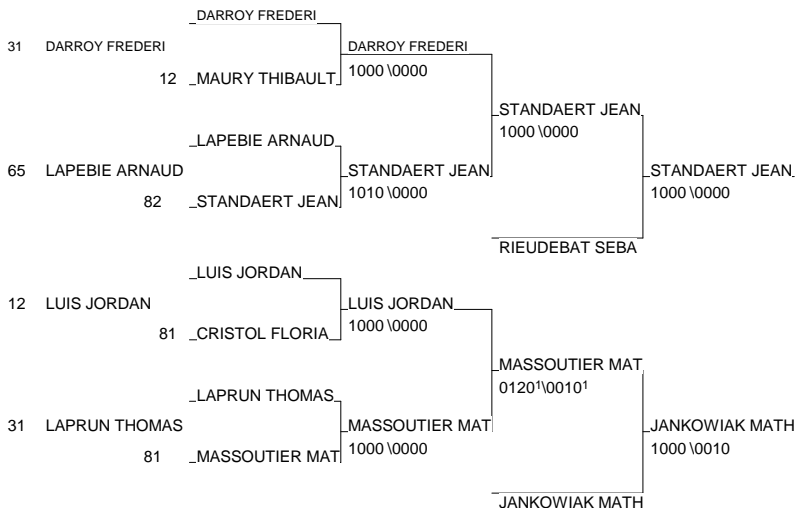 DARROY FREDERI
31 DARROY FREDERI DARROY FREDERI
12 MAURY THIBAULT 1000 \0000
STANDAERT JEAN
1000 \0000
LAPEBIE ARNAUD
65 LAPEBIE ARNAUD STANDAERT JEAN STANDAERT JEAN
1010 \0000 1000 \0000
82 STANDAERT JEAN
RIEUDEBAT SEBA
LUIS JORDAN
12 LUIS JORDAN LUIS JORDAN
1000 \0000
81 CRISTOL FLORIA
MASSOUTIER MAT
0120¹\0010¹
LAPRUN THOMAS
31 LAPRUN THOMAS MASSOUTIER MAT JANKOWIAK MATH
1000 \0000 1000 \0010
81 MASSOUTIER MAT
JANKOWIAK MATH